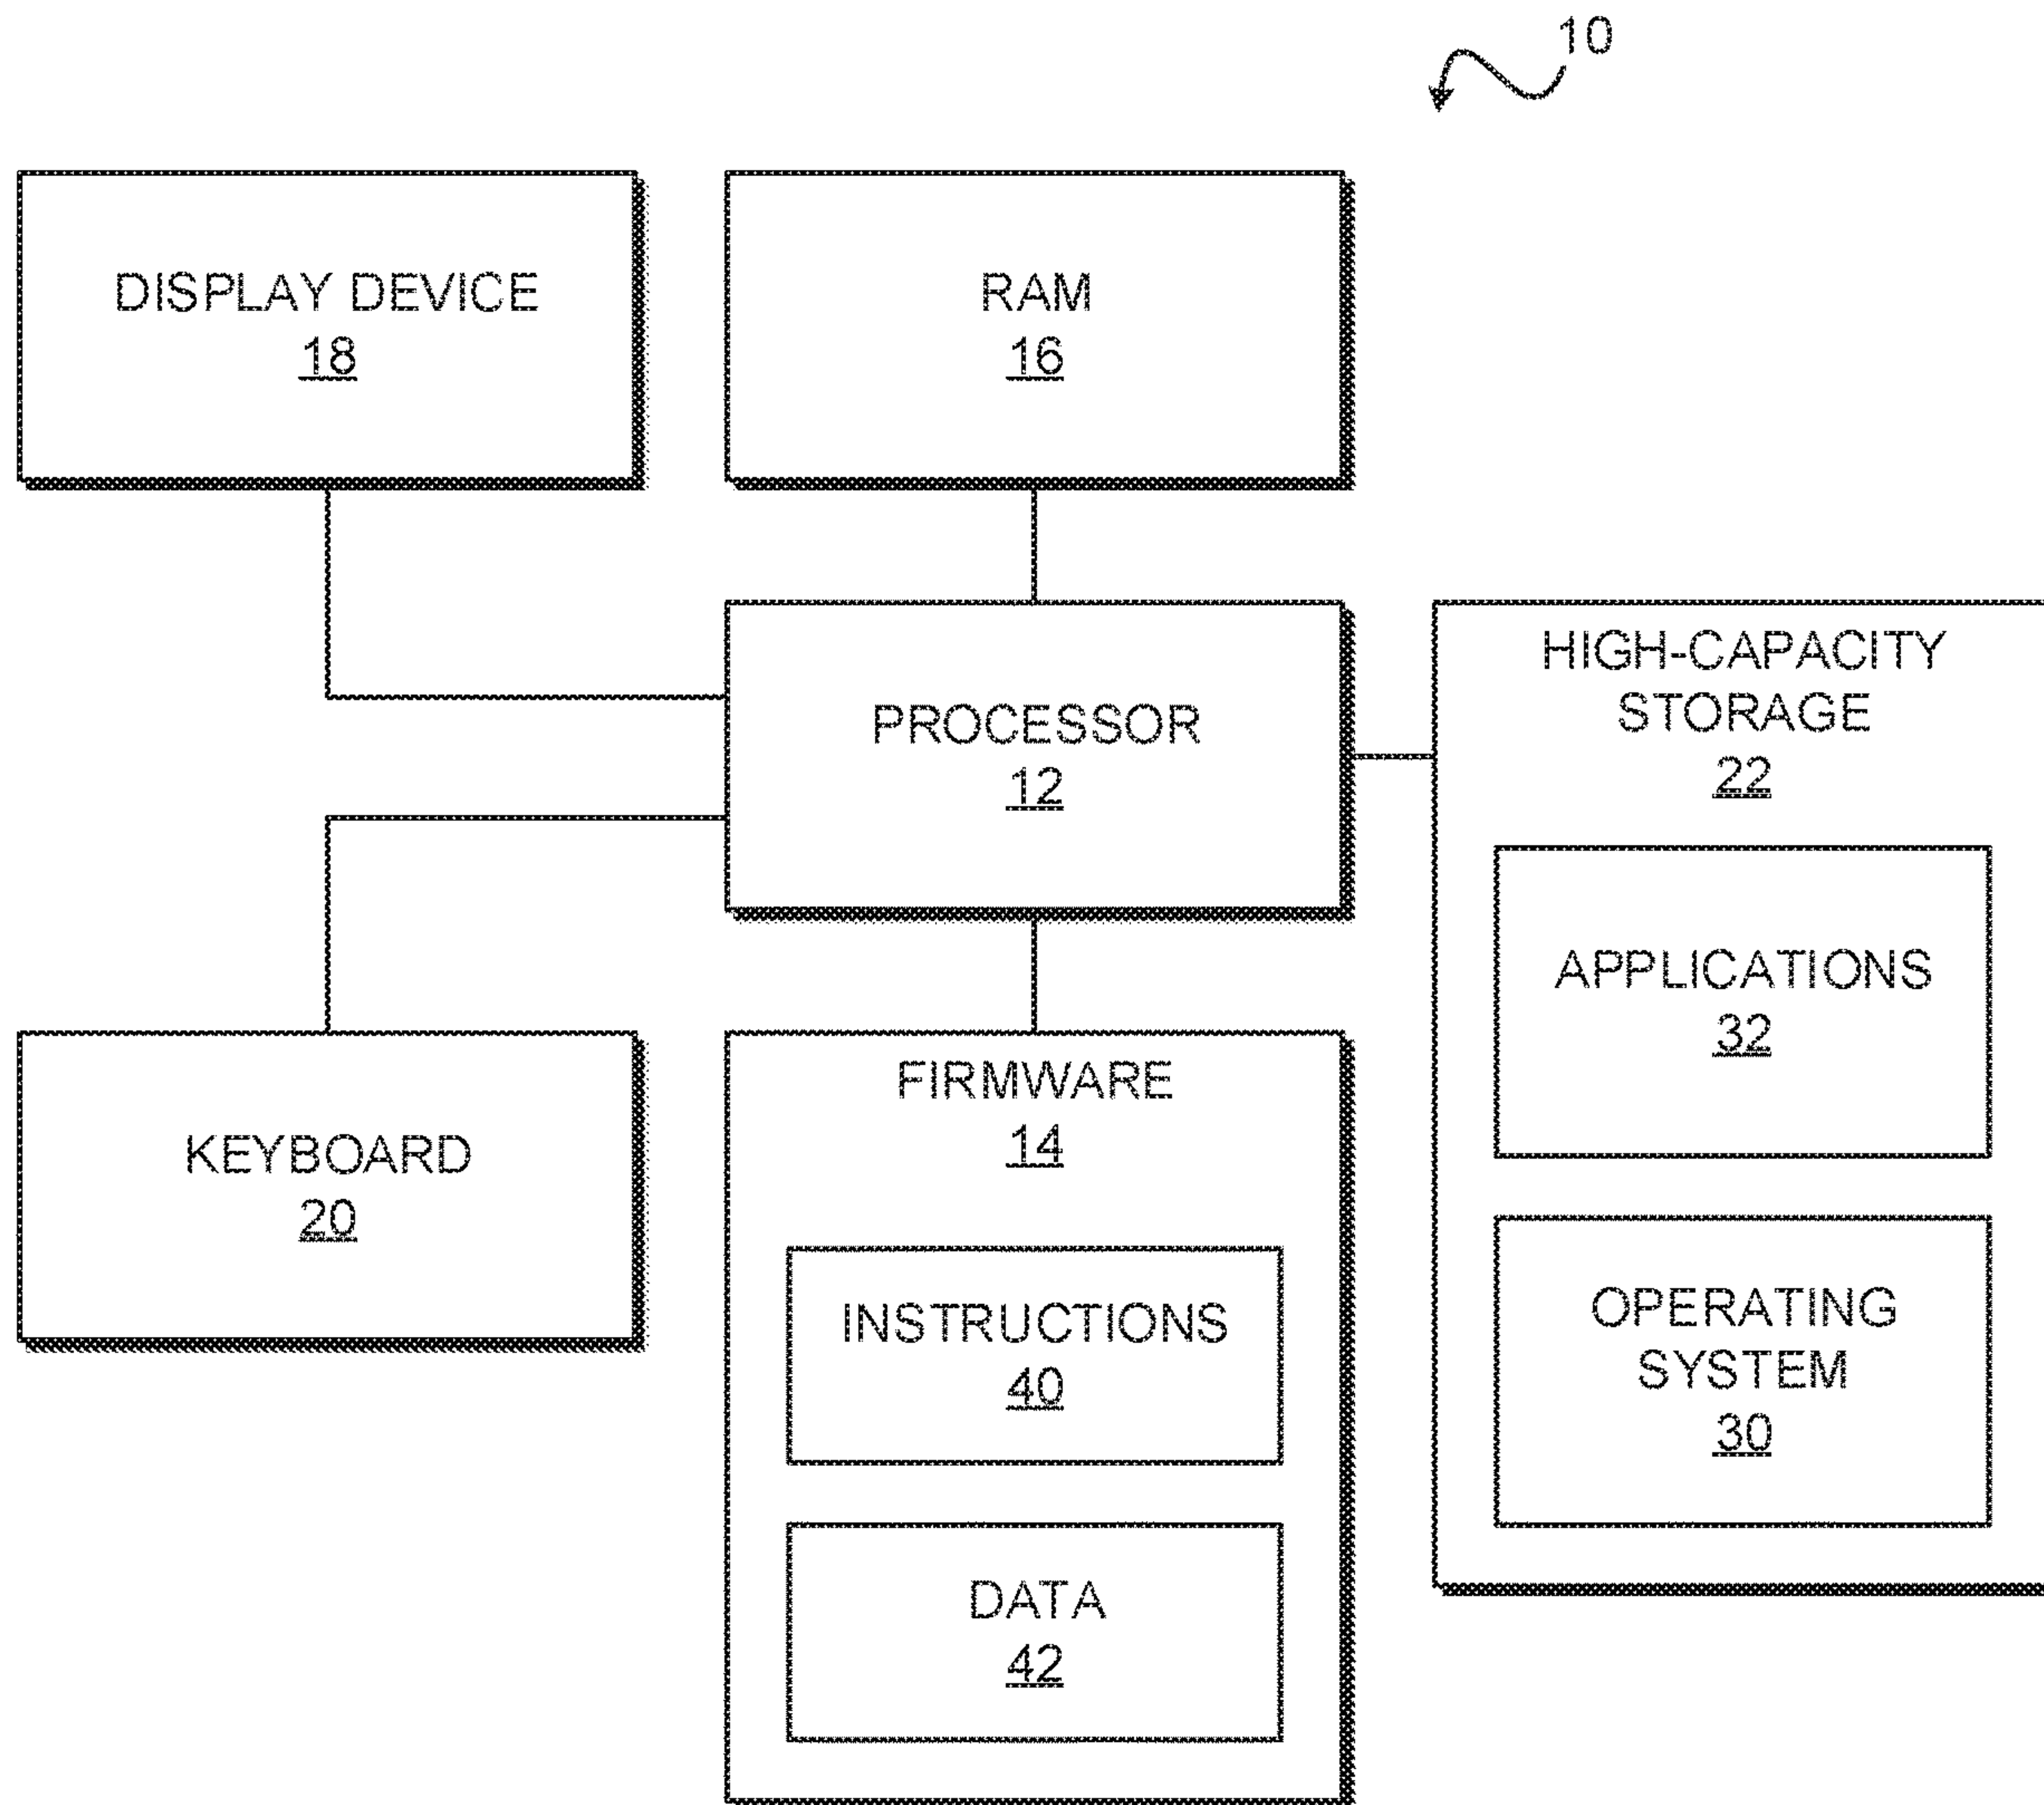 10
DISPLAY DEVICE
18
RAM
16
PROCESSOR
12
HIGH-CAPACITY
STORAGE
22
APPLICATIONS
32
OPERATING
SYSTEM
30
KEYBOARD
20
FIRMWARE
14
INSTRUCTIONS
40
DATA
42